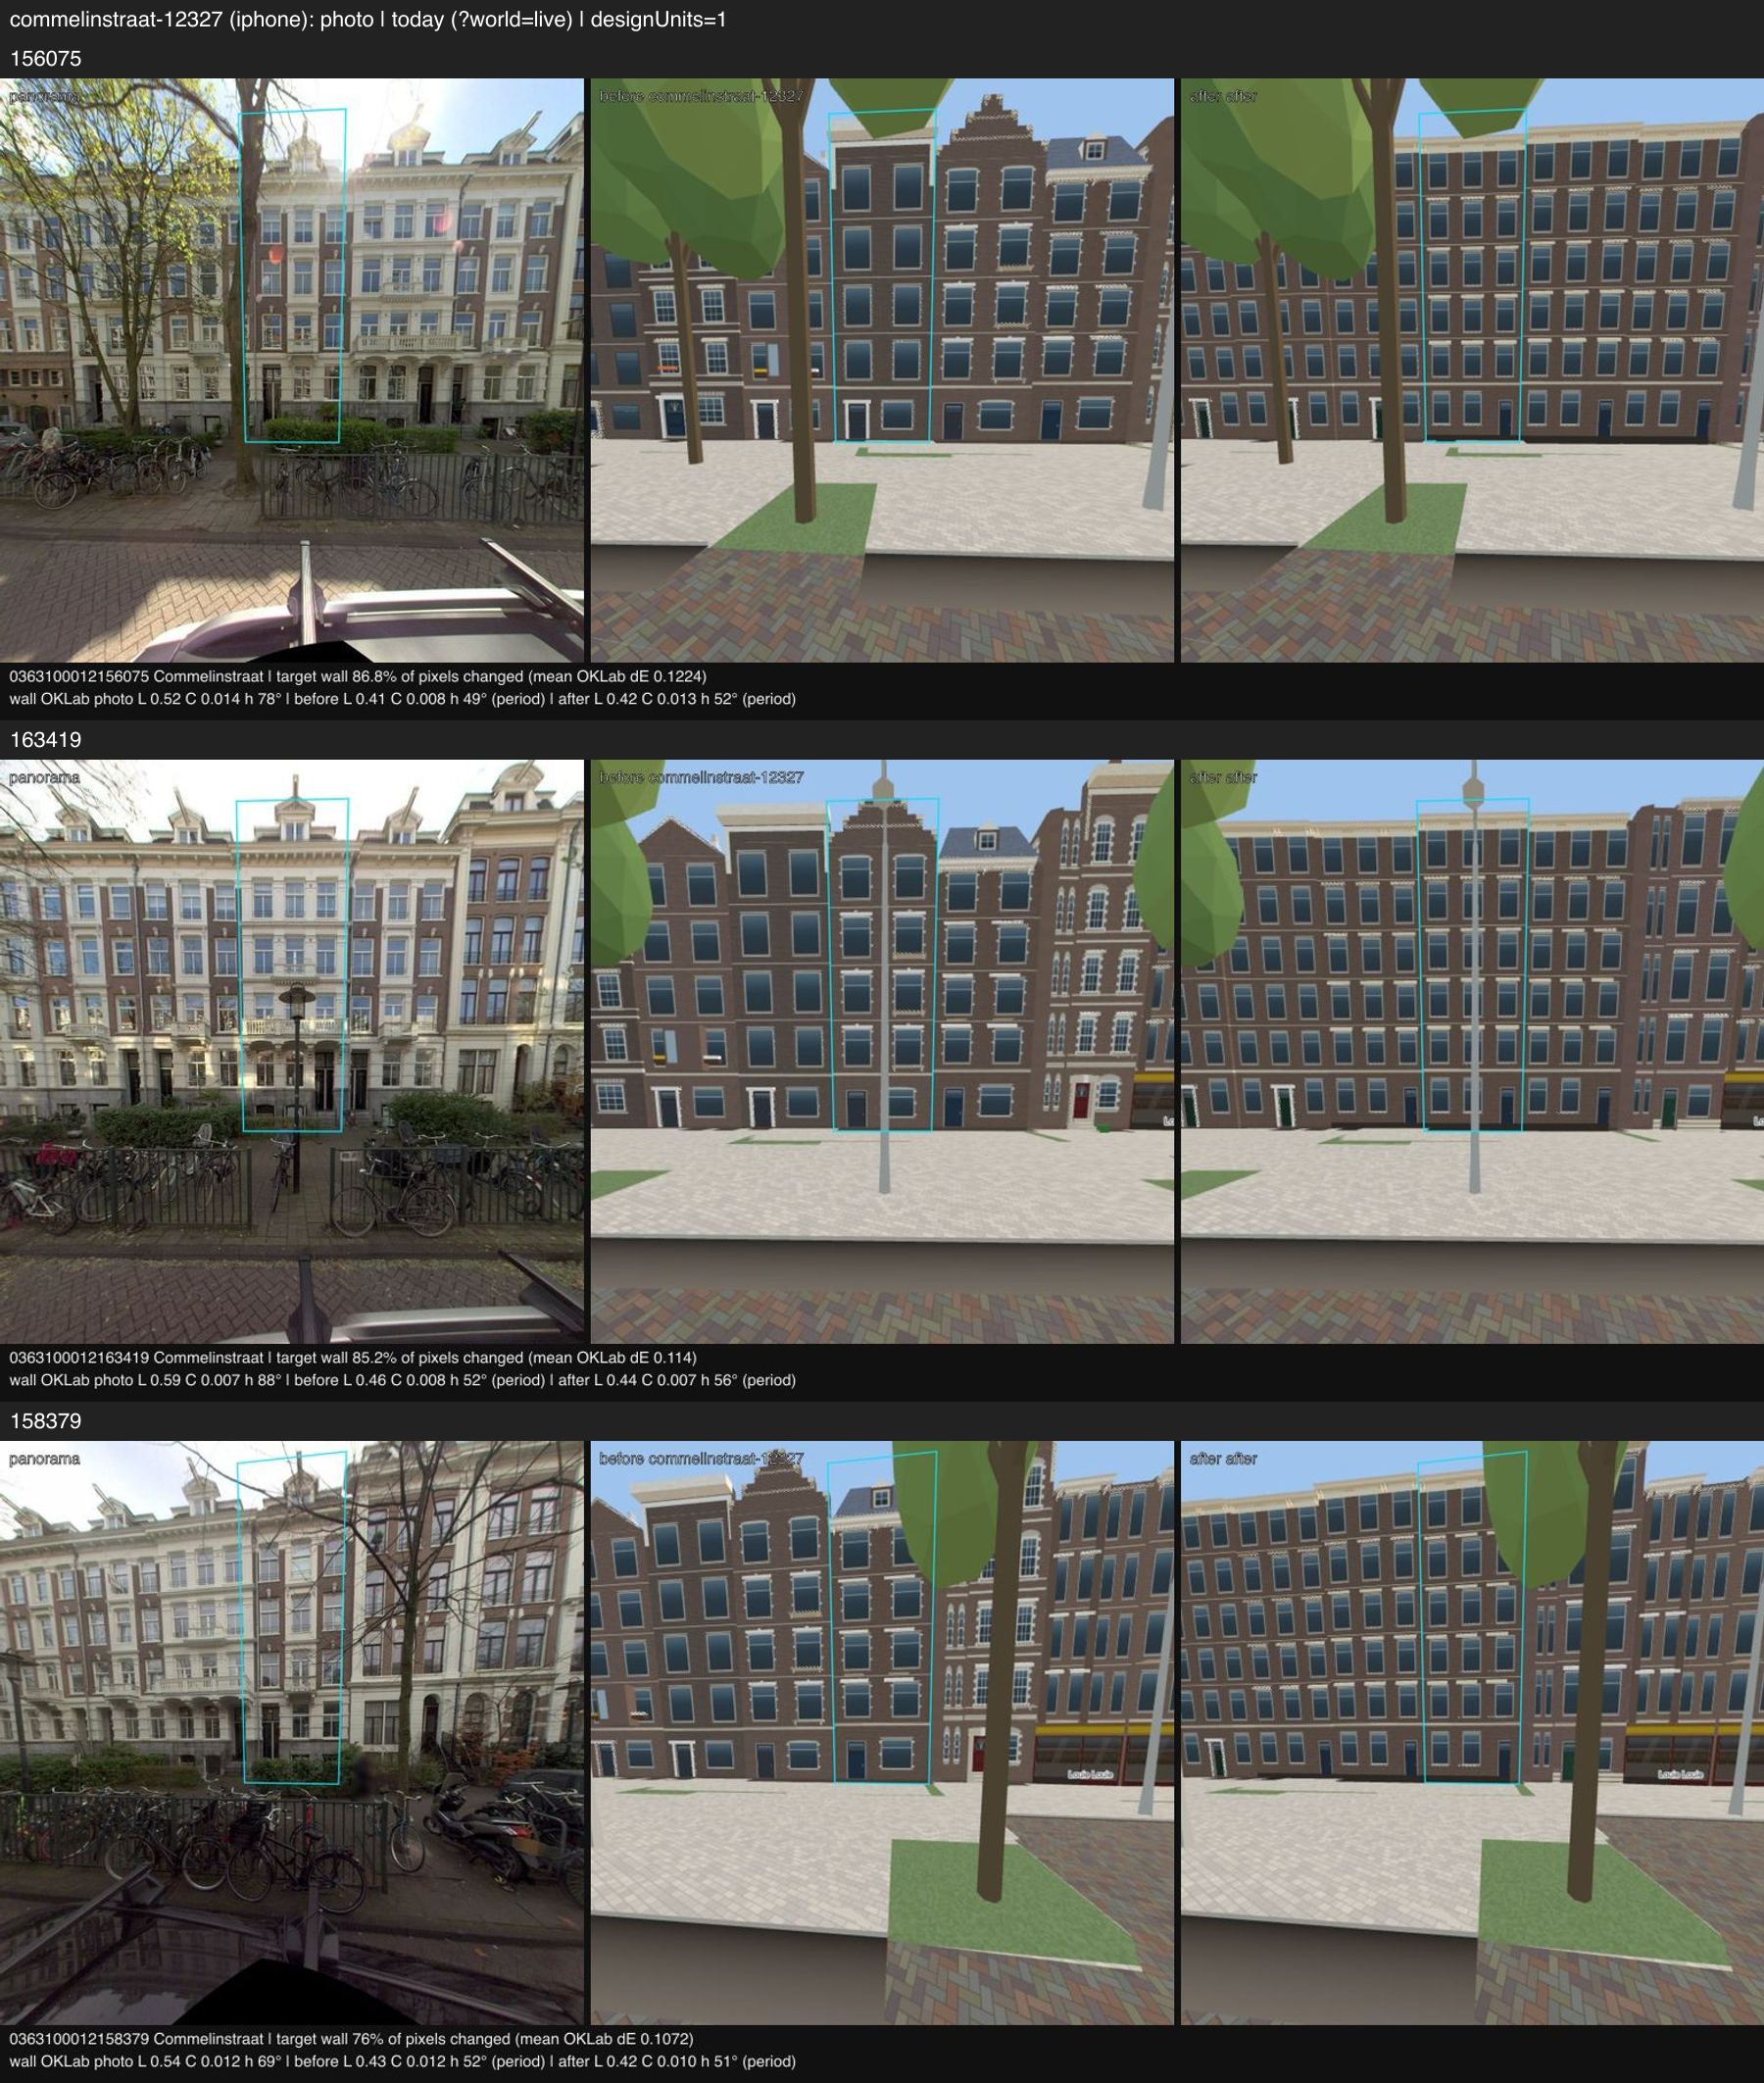 commelinstraat-12327 (iphone): photo | today (?world=live) | designUnits=1
156075
panorama
before commelinstraat-12327
after after
0363100012156075 Commelinstraat | target wall 86.8% of pixels changed (mean OKLab dE 0.1224)
wall OKLab photo L 0.52 C 0.014 h 78° | before L 0.41 C 0.008 h 49° (period) | after L 0.42 C 0.013 h 52° (period)
163419
panorama
before commelinstraat-12327
after after
0363100012163419 Commelinstraat | target wall 85.2% of pixels changed (mean OKLab dE 0.114)
wall OKLab photo L 0.59 C 0.007 h 88° | before L 0.46 C 0.008 h 52° (period) | after L 0.44 C 0.007 h 56° (period)
158379
panorama
before commelinstraat-12327
after after
Louie Louie
Louie Louie
0363100012158379 Commelinstraat | target wall 76% of pixels changed (mean OKLab dE 0.1072)
wall OKLab photo L 0.54 C 0.012 h 69° | before L 0.43 C 0.012 h 52° (period) | after L 0.42 C 0.010 h 51° (period)